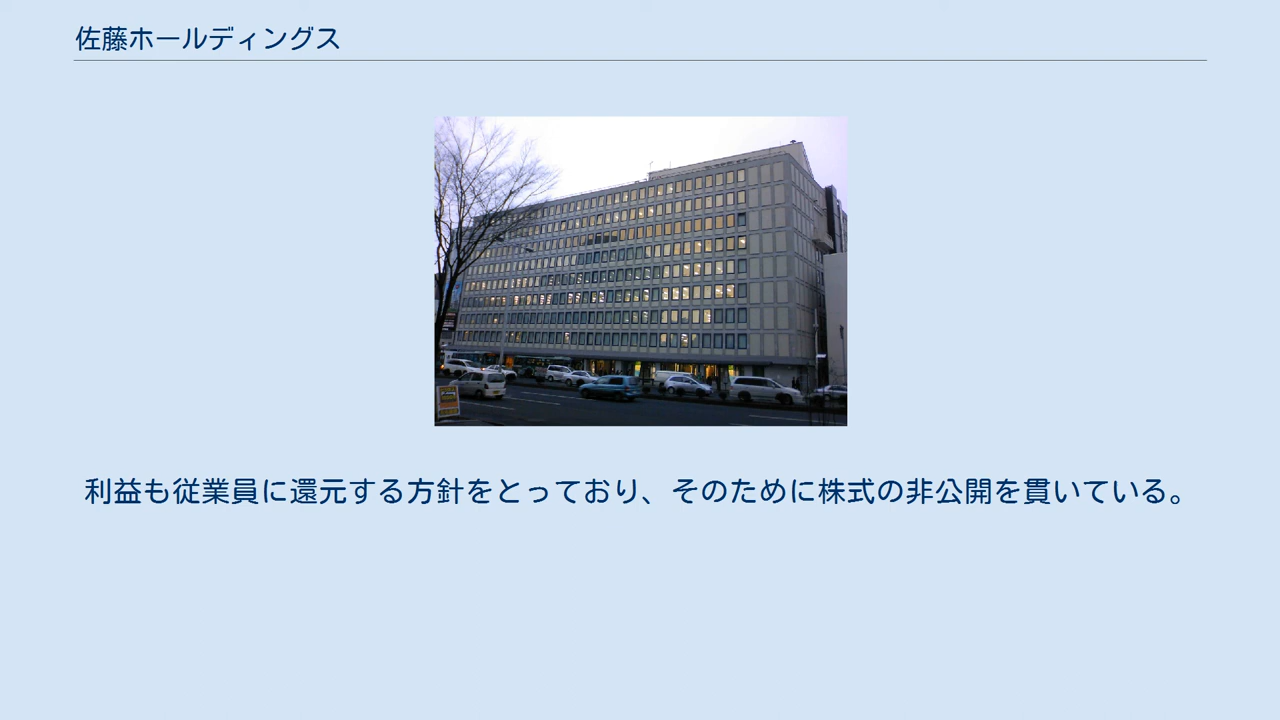 佐藤ホールディングス
利益も従業員に還元する方針をとっており、そのために株式の非公開を貫いている。